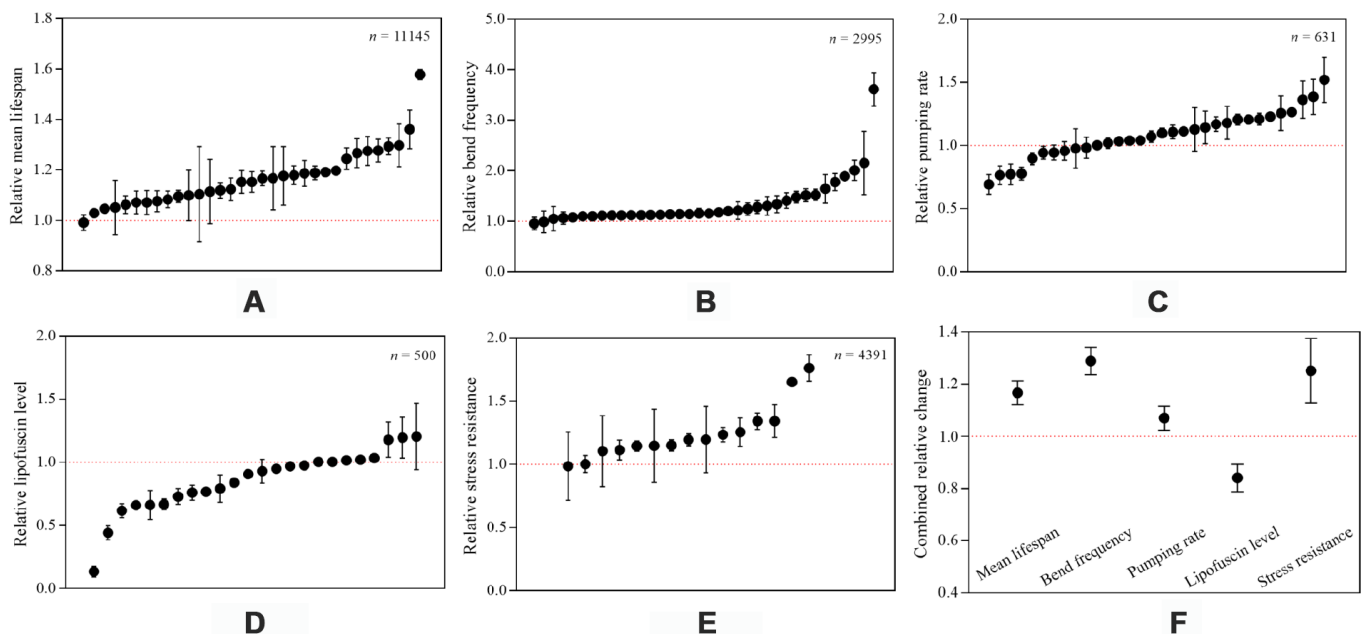 Relative mean lifespan
1.8
1.6
1.4
1.2
1.0
0.8
n = 11145
A
Relative bend frequency
5.0
4.0
3.0
2.0
1.0
0.0
n = 2995
B
Relative pumping rate
2.0
1.5
1.0
0.5
0.0
n = 631
C
Relative lipofuscin level
2.0
1.5
1.0
0.5
0.0
n = 500
D
Relative stress resistance
2.0
1.5
1.0
0.5
0.0
n = 4391
E
Combined relative change
1.4
1.2
1.0
0.8
0.6
0.4
Mean lifespan
Bend frequency
Pumping rate
Lipofuscin level
Stress resistance
F